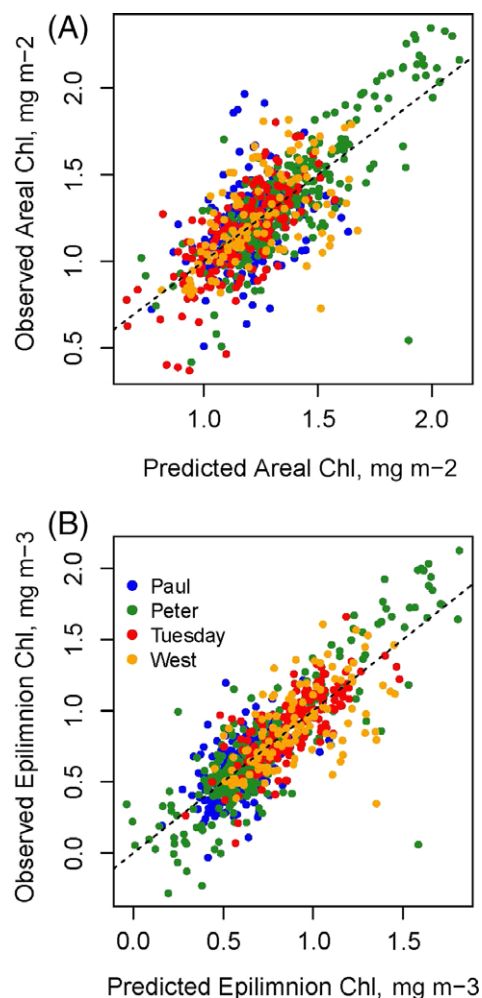 (A)
Observed Areal Chl, mg m−2
2.0
1.5
1.0
0.5
1.0
1.5
2.0
Predicted Areal Chl, mg m−2
(B)
Observed Epilimnion Chl, mg m−3
2.0
1.5
1.0
0.5
0.0
Paul
Peter
Tuesday
West
0.0
0.5
1.0
1.5
Predicted Epilimnion Chl, mg m−3